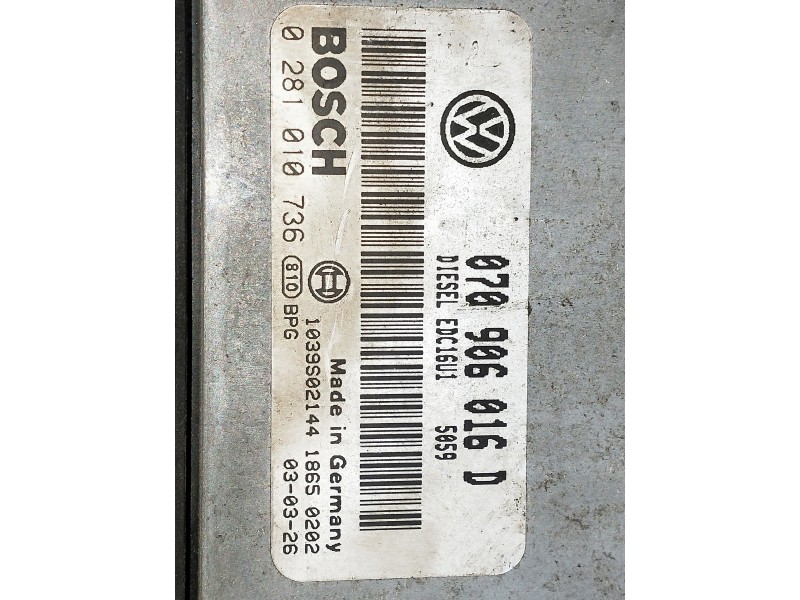 070 906 016 D
DIESEL EDC16U1 5059
BOSCH
Made in Germany
0 281 010 736 810 BPG
1039S02144 1865 0202
03-03-26